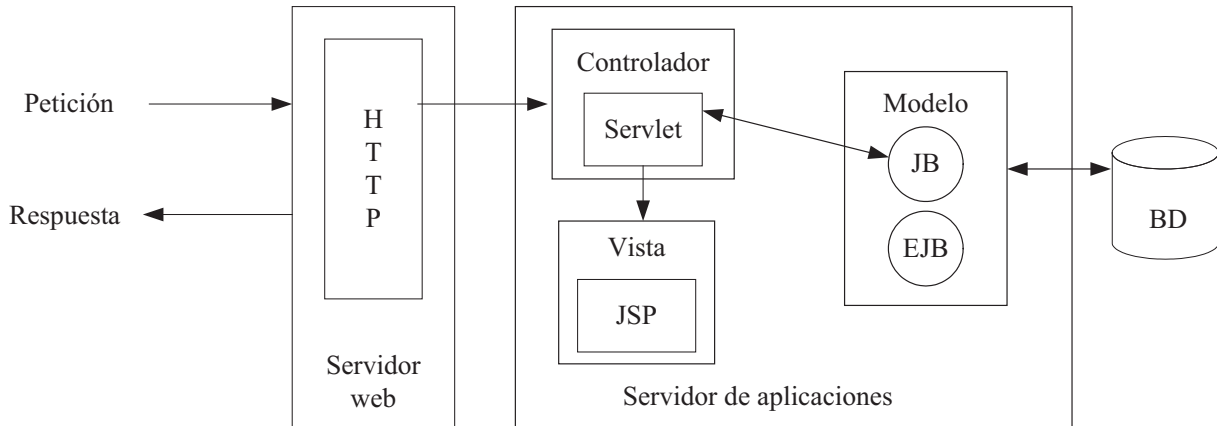 Petición
Respuesta
H
T
T
P
Servidor
web
Controlador
Servlet
Vista
JSP
Modelo
JB
EJB
Servidor de aplicaciones
BD